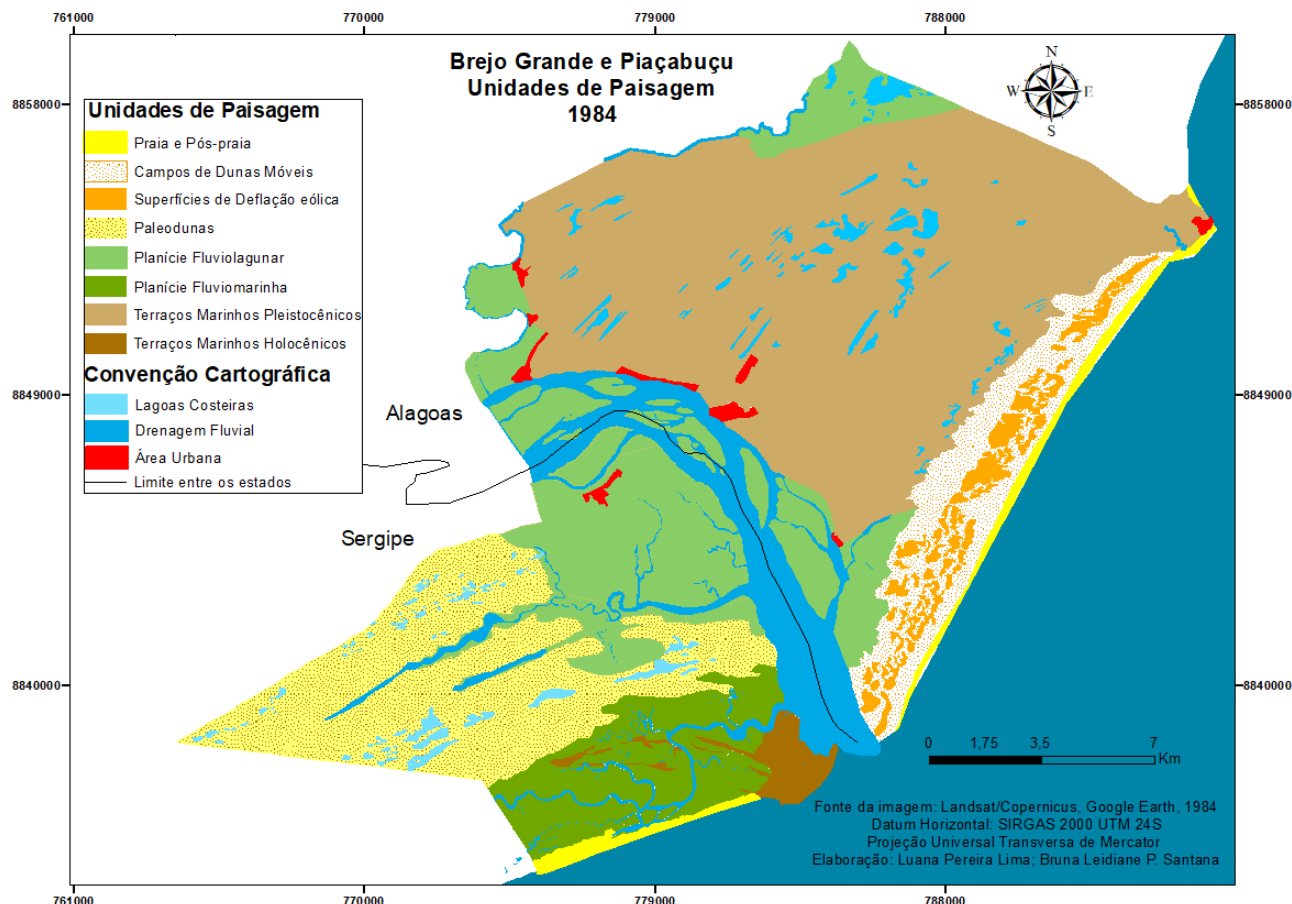 761000
770000
779000
788000
Brejo Grande e Piaçabuçu
Unidades de Paisagem
1984
N
W
E
S
8858000
8858000
Unidades de Paisagem
Praia e Pós-praia
Campos de Dunas Móveis
Superfícies de Deflação eólica
Paleodunas
Planície Fluviolagunar
Planície Fluviomarinha
Terraços Marinhos Pleistocênicos
Terraços Marinhos Holocênicos
Convenção Cartográfica
Lagoas Costeiras
Drenagem Fluvial
Área Urbana
Limite entre os estados
8849000
8849000
Alagoas
Sergipe
8840000
8840000
0 1,75 3,5 7
Km
Fonte da imagem: Landsat/Copernicus, Google Earth, 1984
Datum Horizontal: SIRGAS 2000 UTM 24S
Projeção Universal Transversa de Mercator
Elaboração: Luana Pereira Lima; Bruna Leidiane P. Santana
761000
770000
779000
788000